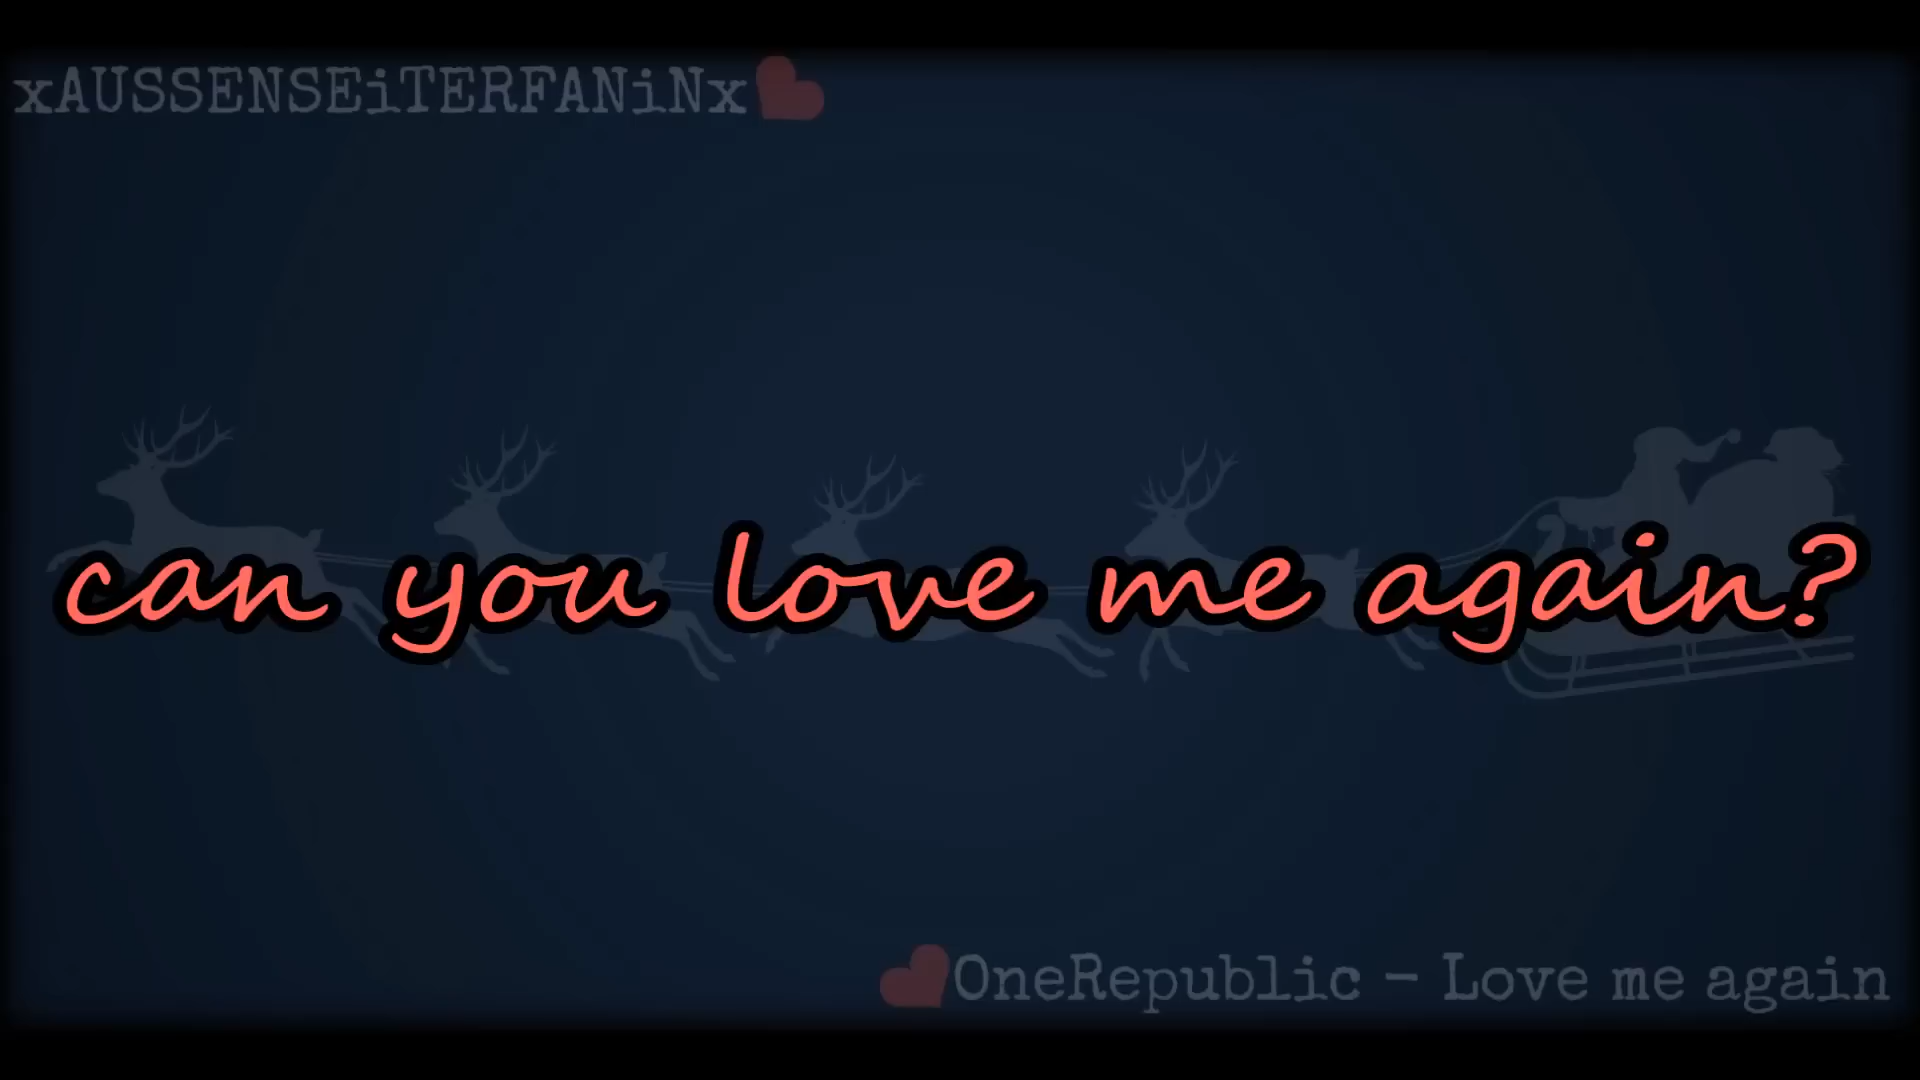 xAUSSENSEiTERFANiNx
can you love me again?
OneRepublic - Love me again